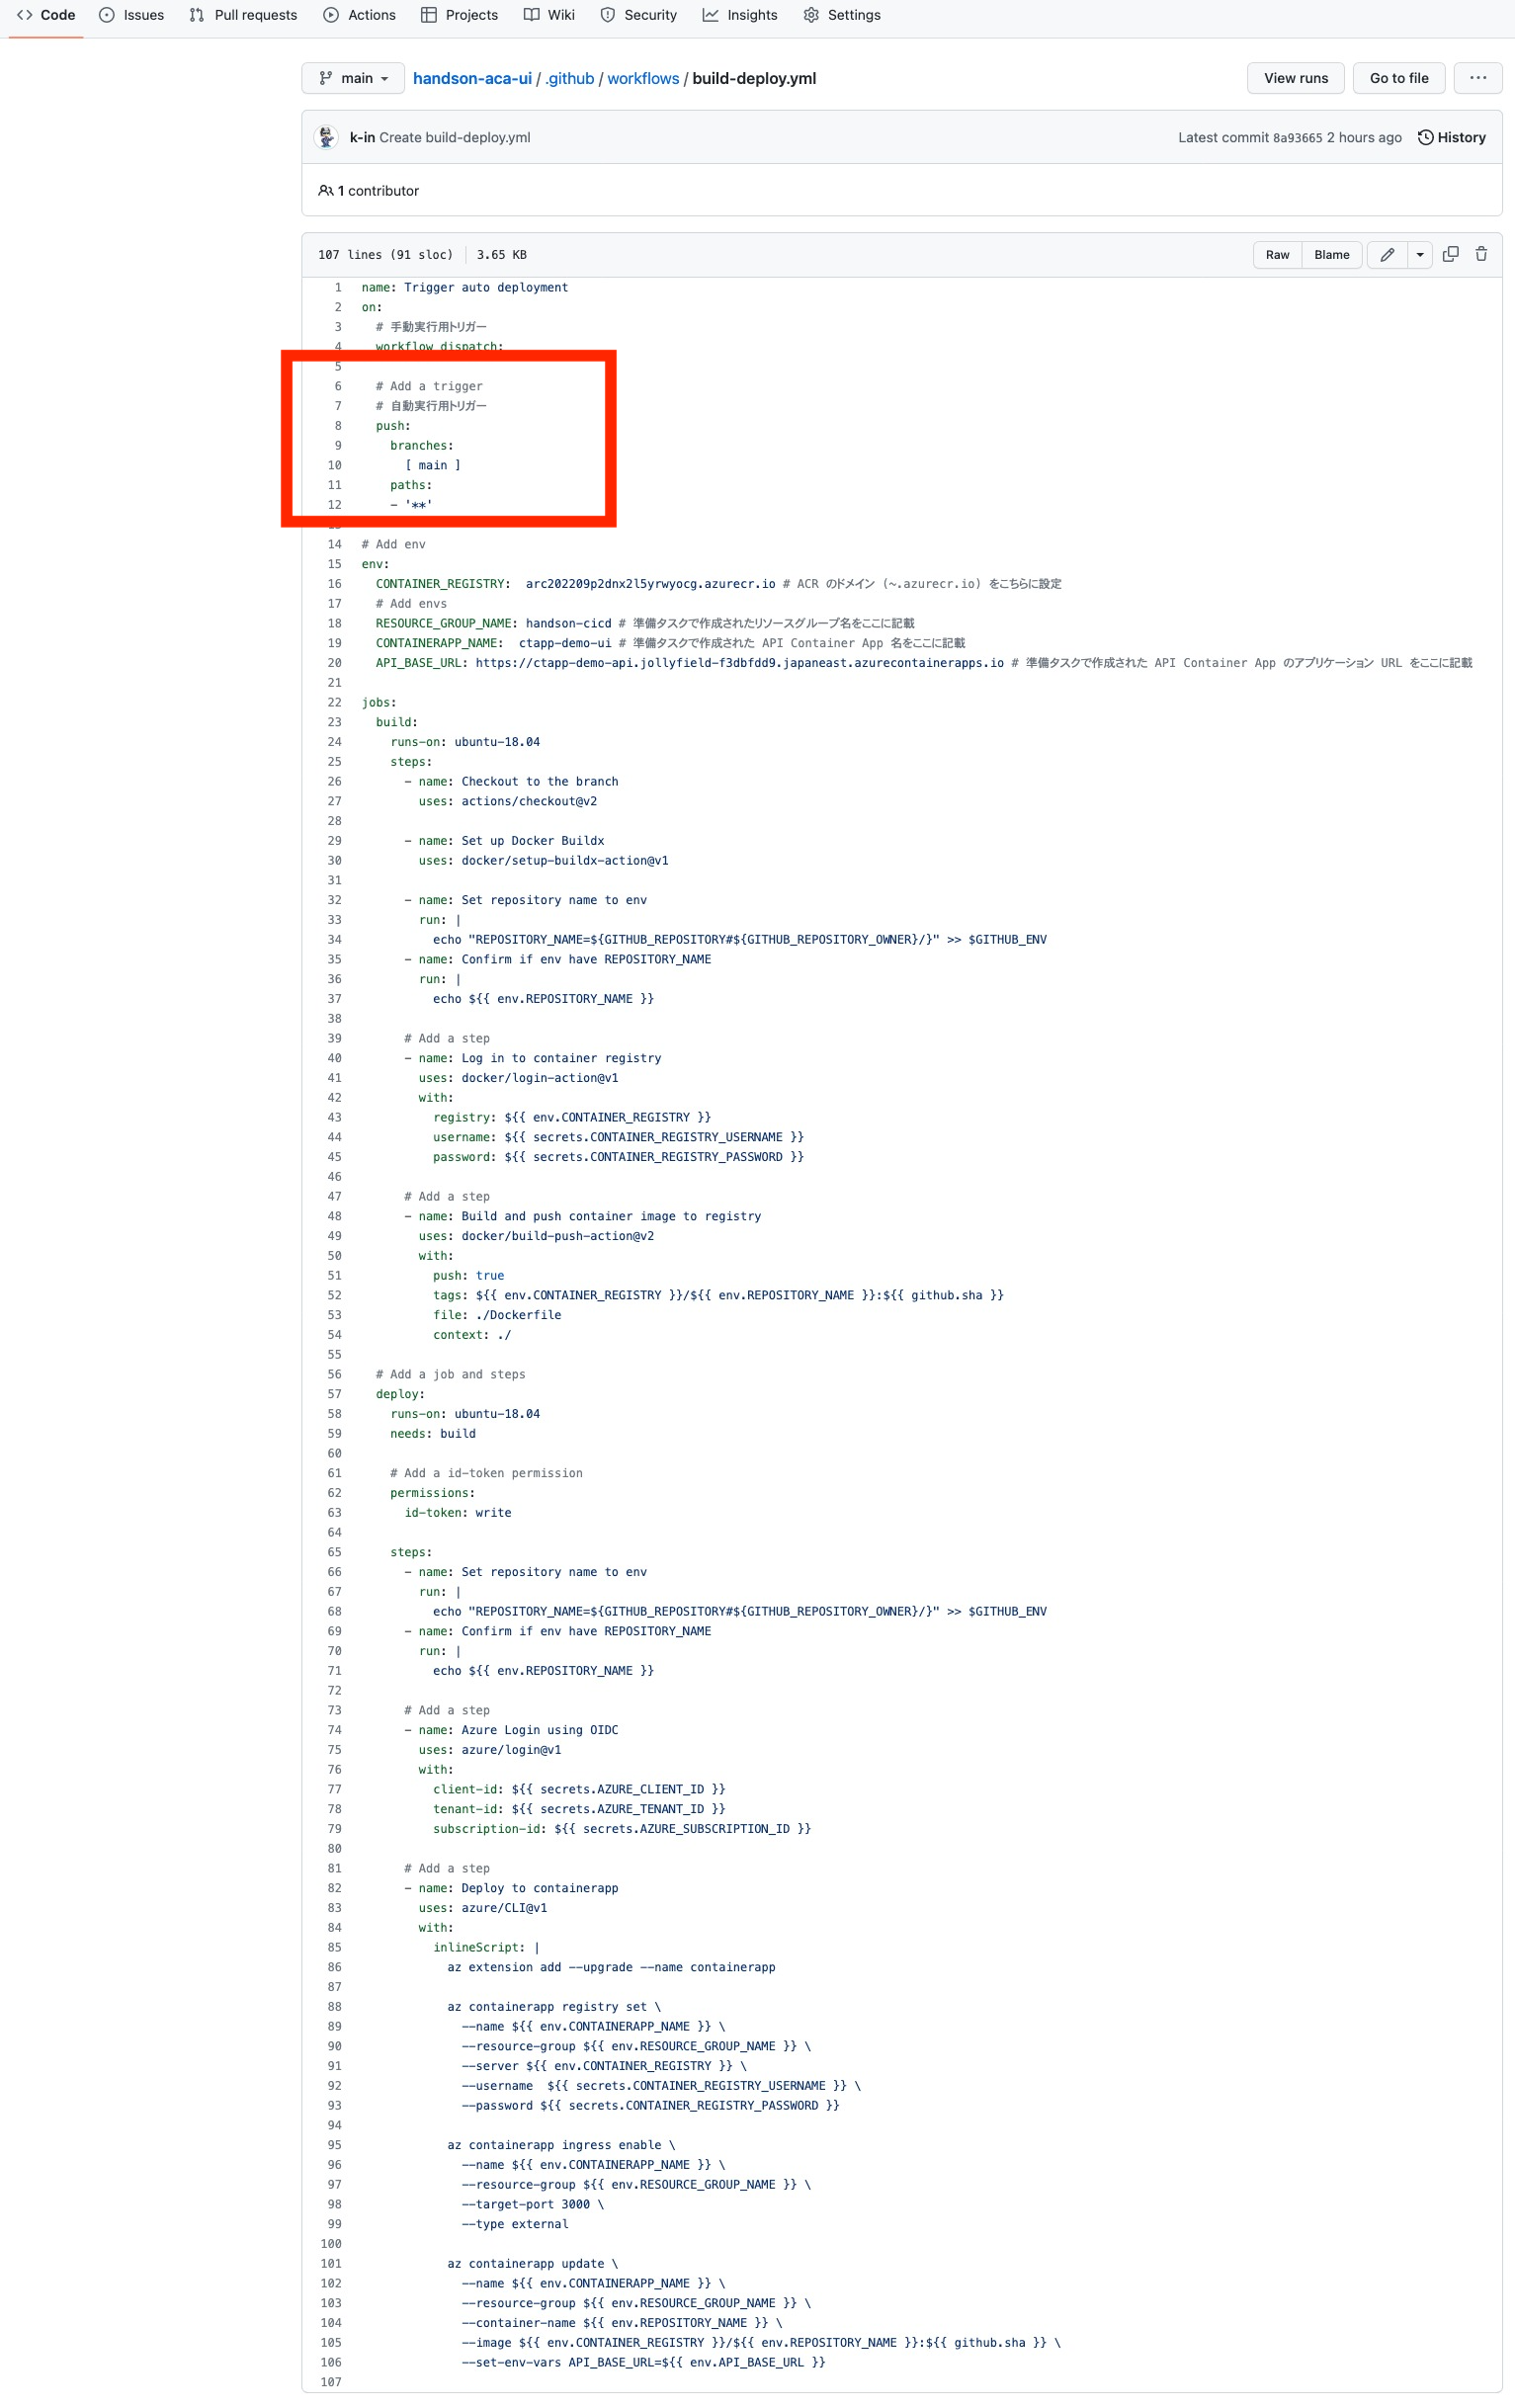 Code Issues Pull requests Actions Projects Wiki Security Insights Settings
main handson-aca-ui / .github / workflows / build-deploy.yml View runs Go to file ...
k-in Create build-deploy.yml Latest commit 8a93665 2 hours ago History
1 contributor
107 lines (91 sloc) 3.65 KB Raw Blame
1 name: Trigger auto deployment
2 on:
3 # 手動実行用トリガー
4 workflow_dispatch:
5
6 # Add a trigger
7 # 自動実行用トリガー
8 push:
9 branches:
10 [ main ]
11 paths:
12 - '**'
13
14 # Add env
15 env:
16 CONTAINER_REGISTRY:  arc202209p2dnx2l5yrwyocg.azurecr.io # ACR のドメイン (~.azurecr.io) をこちらに設定
17 # Add envs
18 RESOURCE_GROUP_NAME: handson-cicd # 準備タスクで作成されたリソースグループ名をここに記載
19 CONTAINERAPP_NAME:  ctapp-demo-ui # 準備タスクで作成された API Container App 名をここに記載
20 API_BASE_URL: https://ctapp-demo-api.jollyfield-f3dbfdd9.japaneast.azurecontainerapps.io # 準備タスクで作成された API Container App のアプリケーション URL をここに記載
21
22 jobs:
23 build:
24 runs-on: ubuntu-18.04
25 steps:
26 - name: Checkout to the branch
27 uses: actions/checkout@v2
28
29 - name: Set up Docker Buildx
30 uses: docker/setup-buildx-action@v1
31
32 - name: Set repository name to env
33 run: |
34 echo "REPOSITORY_NAME=${GITHUB_REPOSITORY#${GITHUB_REPOSITORY_OWNER}/}" >> $GITHUB_ENV
35 - name: Confirm if env have REPOSITORY_NAME
36 run: |
37 echo ${{ env.REPOSITORY_NAME }}
38
39 # Add a step
40 - name: Log in to container registry
41 uses: docker/login-action@v1
42 with:
43 registry: ${{ env.CONTAINER_REGISTRY }}
44 username: ${{ secrets.CONTAINER_REGISTRY_USERNAME }}
45 password: ${{ secrets.CONTAINER_REGISTRY_PASSWORD }}
46
47 # Add a step
48 - name: Build and push container image to registry
49 uses: docker/build-push-action@v2
50 with:
51 push: true
52 tags: ${{ env.CONTAINER_REGISTRY }}/${{ env.REPOSITORY_NAME }}:${{ github.sha }}
53 file: ./Dockerfile
54 context: ./
55
56 # Add a job and steps
57 deploy:
58 runs-on: ubuntu-18.04
59 needs: build
60
61 # Add a id-token permission
62 permissions:
63 id-token: write
64
65 steps:
66 - name: Set repository name to env
67 run: |
68 echo "REPOSITORY_NAME=${GITHUB_REPOSITORY#${GITHUB_REPOSITORY_OWNER}/}" >> $GITHUB_ENV
69 - name: Confirm if env have REPOSITORY_NAME
70 run: |
71 echo ${{ env.REPOSITORY_NAME }}
72
73 # Add a step
74 - name: Azure Login using OIDC
75 uses: azure/login@v1
76 with:
77 client-id: ${{ secrets.AZURE_CLIENT_ID }}
78 tenant-id: ${{ secrets.AZURE_TENANT_ID }}
79 subscription-id: ${{ secrets.AZURE_SUBSCRIPTION_ID }}
80
81 # Add a step
82 - name: Deploy to containerapp
83 uses: azure/CLI@v1
84 with:
85 inlineScript: |
86 az extension add --upgrade --name containerapp
87
88 az containerapp registry set \
89 --name ${{ env.CONTAINERAPP_NAME }} \
90 --resource-group ${{ env.RESOURCE_GROUP_NAME }} \
91 --server ${{ env.CONTAINER_REGISTRY }} \
92 --username  ${{ secrets.CONTAINER_REGISTRY_USERNAME }} \
93 --password ${{ secrets.CONTAINER_REGISTRY_PASSWORD }}
94
95 az containerapp ingress enable \
96 --name ${{ env.CONTAINERAPP_NAME }} \
97 --resource-group ${{ env.RESOURCE_GROUP_NAME }} \
98 --target-port 3000 \
99 --type external
100
101 az containerapp update \
102 --name ${{ env.CONTAINERAPP_NAME }} \
103 --resource-group ${{ env.RESOURCE_GROUP_NAME }} \
104 --container-name ${{ env.REPOSITORY_NAME }} \
105 --image ${{ env.CONTAINER_REGISTRY }}/${{ env.REPOSITORY_NAME }}:${{ github.sha }} \
106 --set-env-vars API_BASE_URL=${{ env.API_BASE_URL }}
107